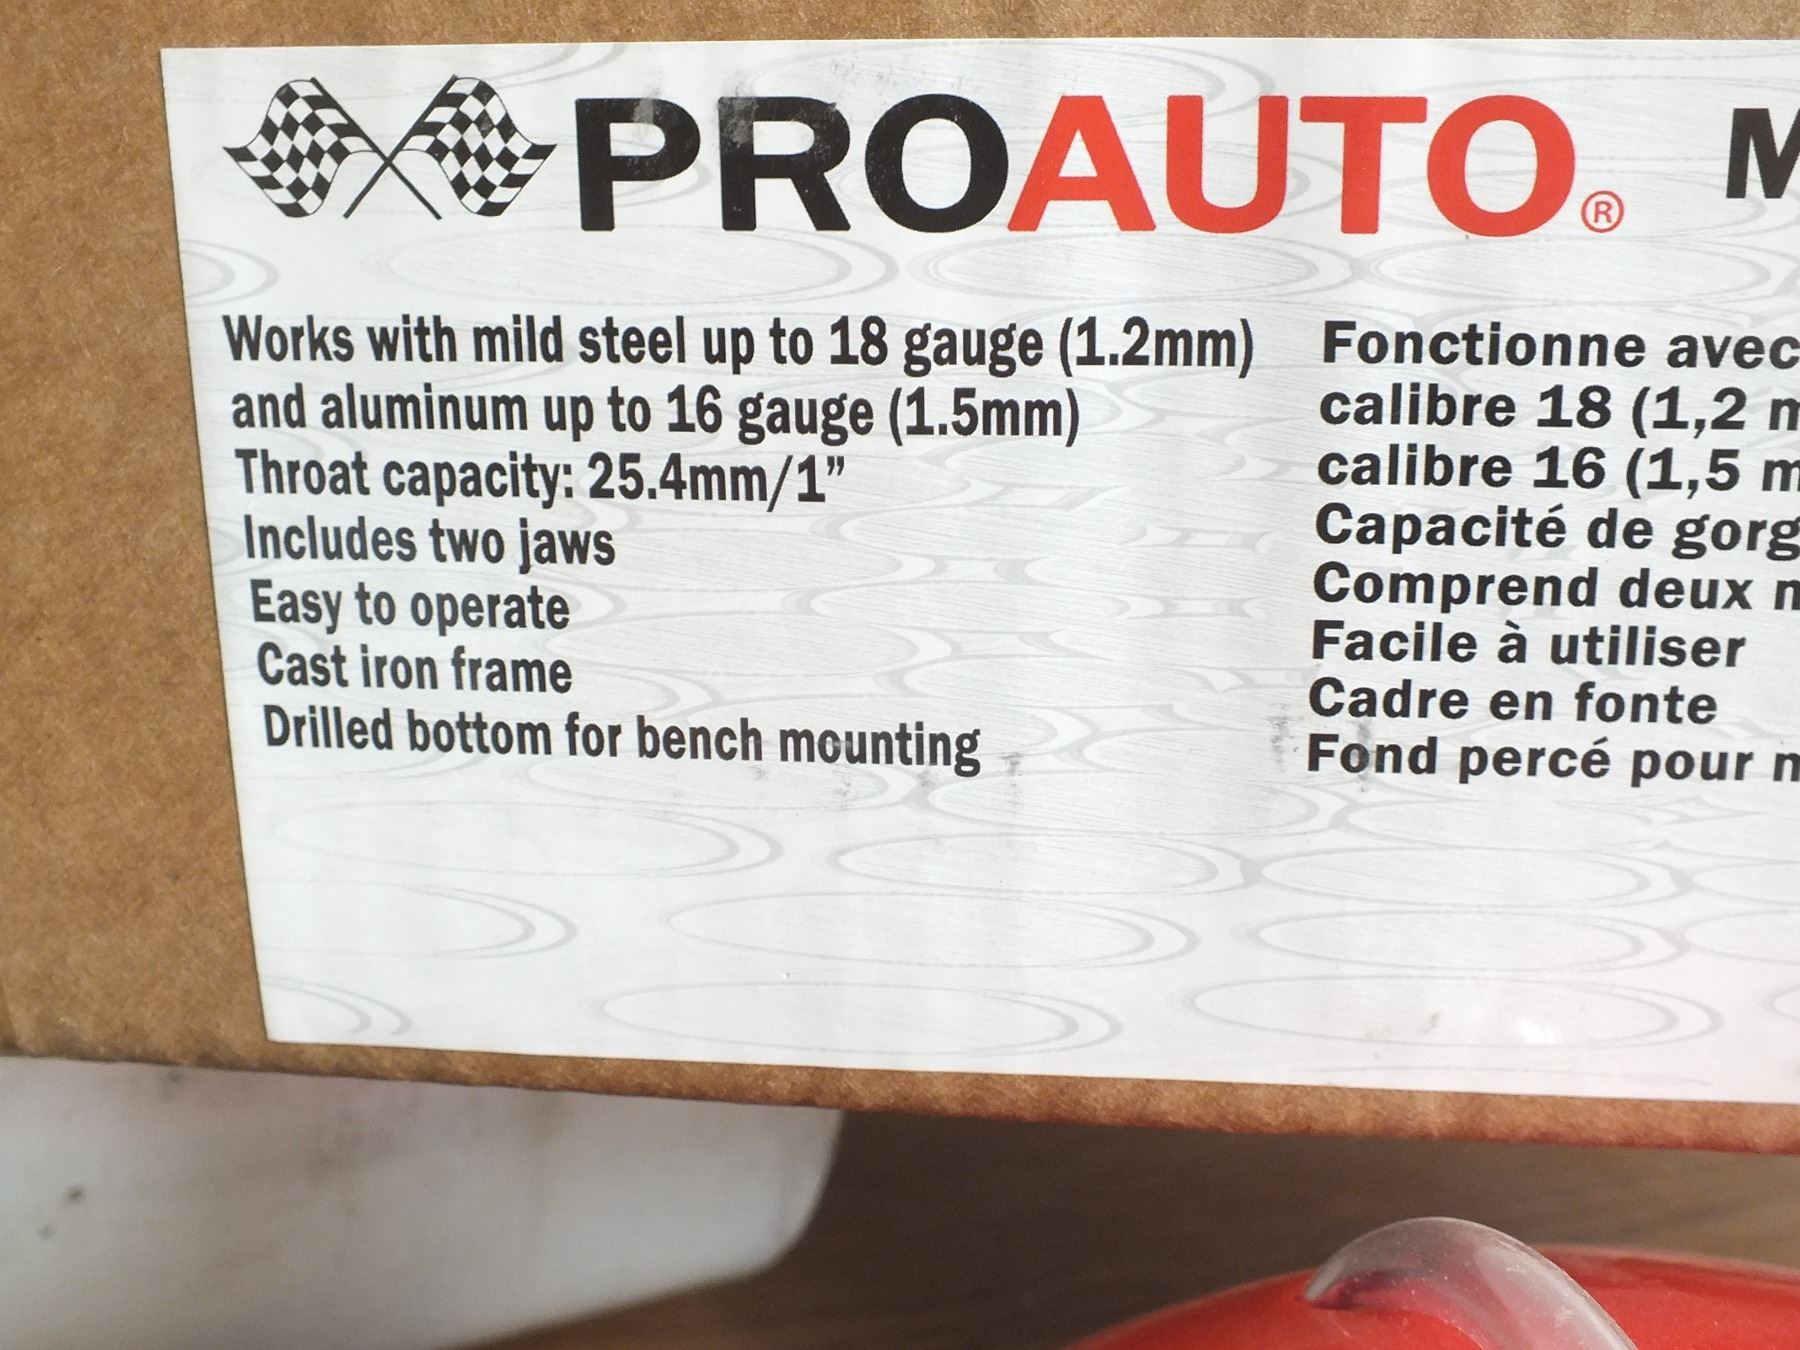 PROAUTO®
Works with mild steel up to 18 gauge (1.2mm)
and aluminum up to 16 gauge (1.5mm)
Throat capacity: 25.4mm/1”
Includes two jaws
Easy to operate
Cast iron frame
Drilled bottom for bench mounting
Fonctionne avec
calibre 18 (1,2
calibre 16 (1,5
Capacité de
Comprend deux
Facile à utiliser
Cadre en fonte
Fond percé pour